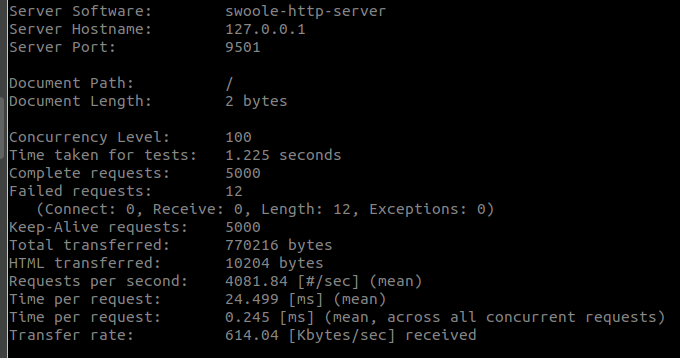 Server Software:        swoole-http-server
Server Hostname:        127.0.0.1
Server Port:            9501

Document Path:          /
Document Length:        2 bytes

Concurrency Level:      100
Time taken for tests:   1.225 seconds
Complete requests:      5000
Failed requests:        12
   (Connect: 0, Receive: 0, Length: 12, Exceptions: 0)
Keep-Alive requests:    5000
Total transferred:      770216 bytes
HTML transferred:       10204 bytes
Requests per second:    4081.84 [#/sec] (mean)
Time per request:       24.499 [ms] (mean)
Time per request:       0.245 [ms] (mean, across all concurrent requests)
Transfer rate:          614.04 [Kbytes/sec] received